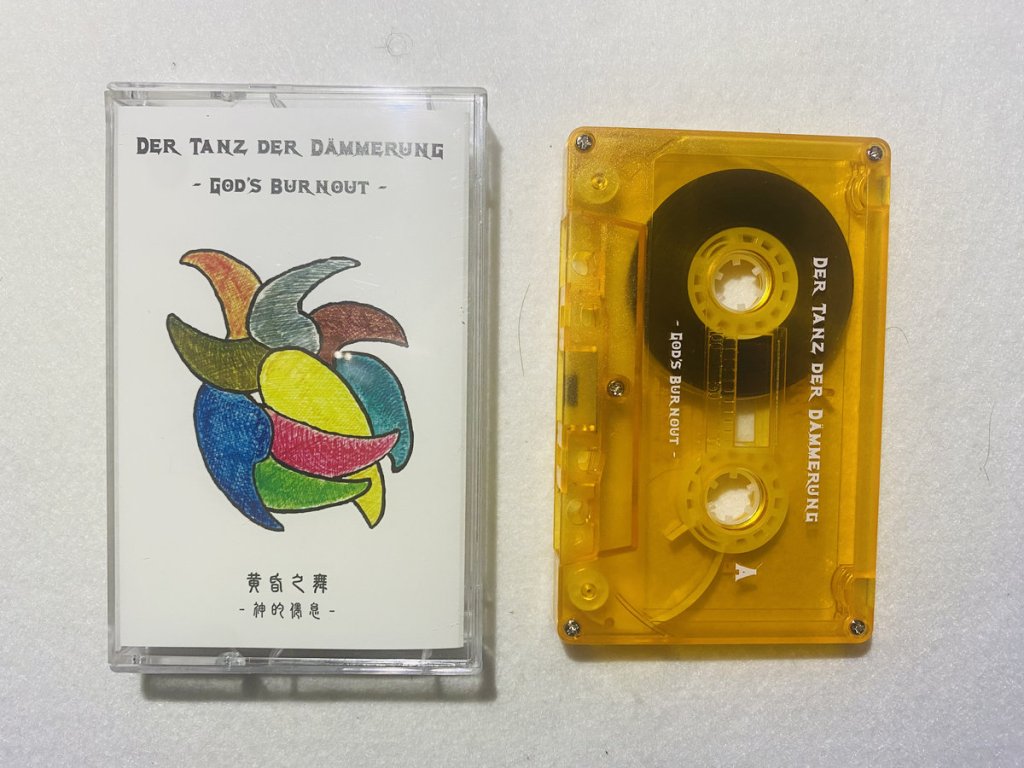 Der Tanz der Dämmerung
- God's Burnout -
黄昏之舞
- 神的倦怠 -
Der Tanz der Dämmerung
- God's Burnout -
A